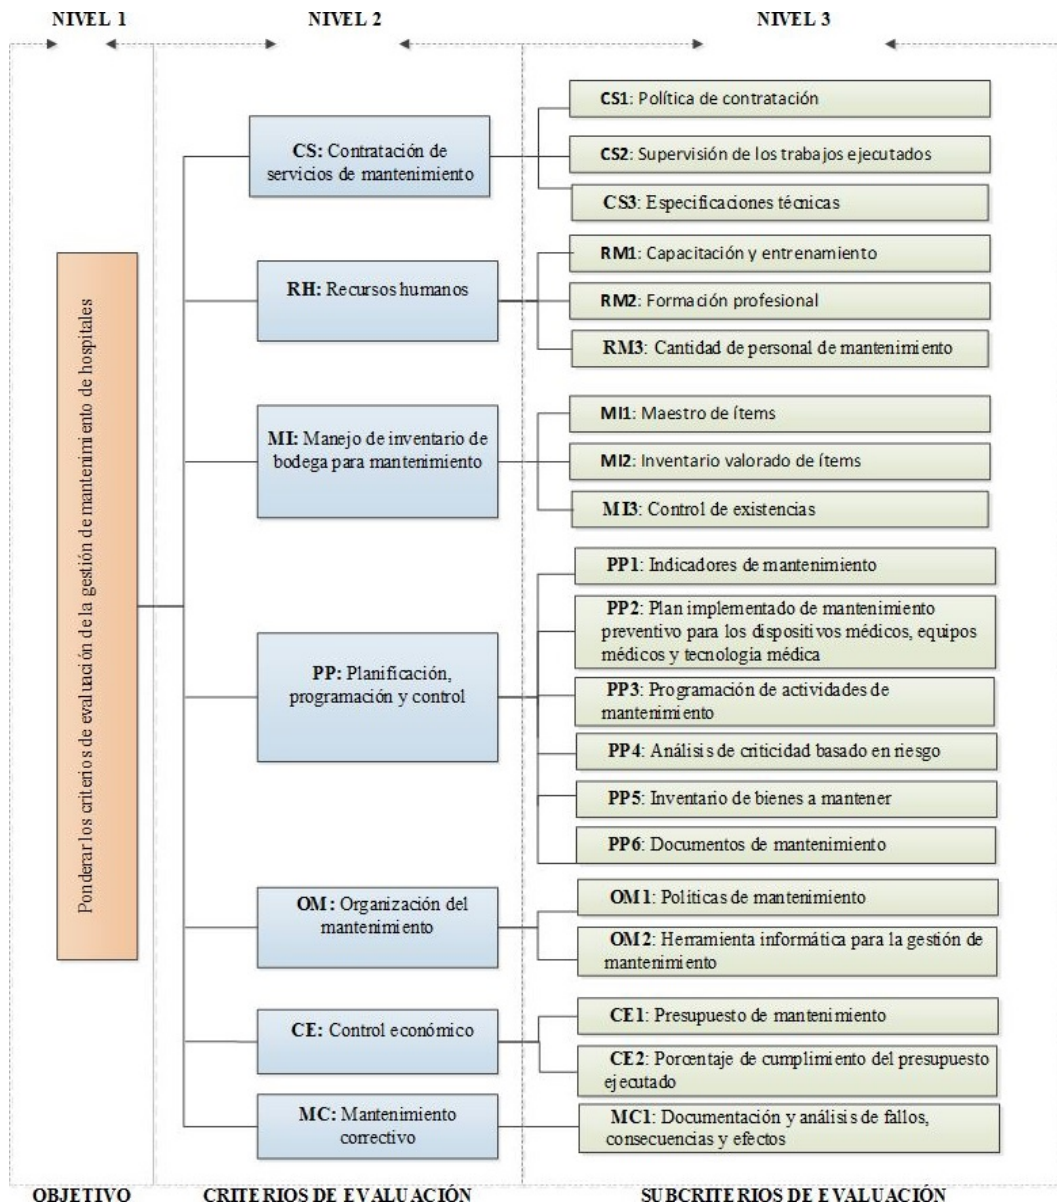 NIVEL 1
NIVEL 2
NIVEL 3
Ponderar los criterios de evaluación de la gestión de mantenimiento de hospitales
CS: Contratación de
servicios de mantenimiento
CS1: Política de contratación
CS2: Supervisión de los trabajos ejecutados
CS3: Especificaciones técnicas
RH: Recursos humanos
RM1: Capacitación y entrenamiento
RM2: Formación profesional
RM3: Cantidad de personal de mantenimiento
MI: Manejo de inventario de
bodega para mantenimiento
MI1: Maestro de ítems
MI2: Inventario valorado de ítems
MI3: Control de existencias
PP: Planificación,
programación y control
PP1: Indicadores de mantenimiento
PP2: Plan implementado de mantenimiento
preventivo para los dispositivos médicos, equipos
médicos y tecnología médica
PP3: Programación de actividades de
mantenimiento
PP4: Análisis de criticidad basado en riesgo
PP5: Inventario de bienes a mantener
PP6: Documentos de mantenimiento
OM: Organización del
mantenimiento
OM1: Políticas de mantenimiento
OM2: Herramienta informática para la gestión de
mantenimiento
CE: Control económico
CE1: Presupuesto de mantenimiento
CE2: Porcentaje de cumplimiento del presupuesto
ejecutado
MC: Mantenimiento
correctivo
MC1: Documentación y análisis de fallos,
consecuencias y efectos
OBJETIVO
CRITERIOS DE EVALUACIÓN
SUBCRITERIOS DE EVALUACIÓN